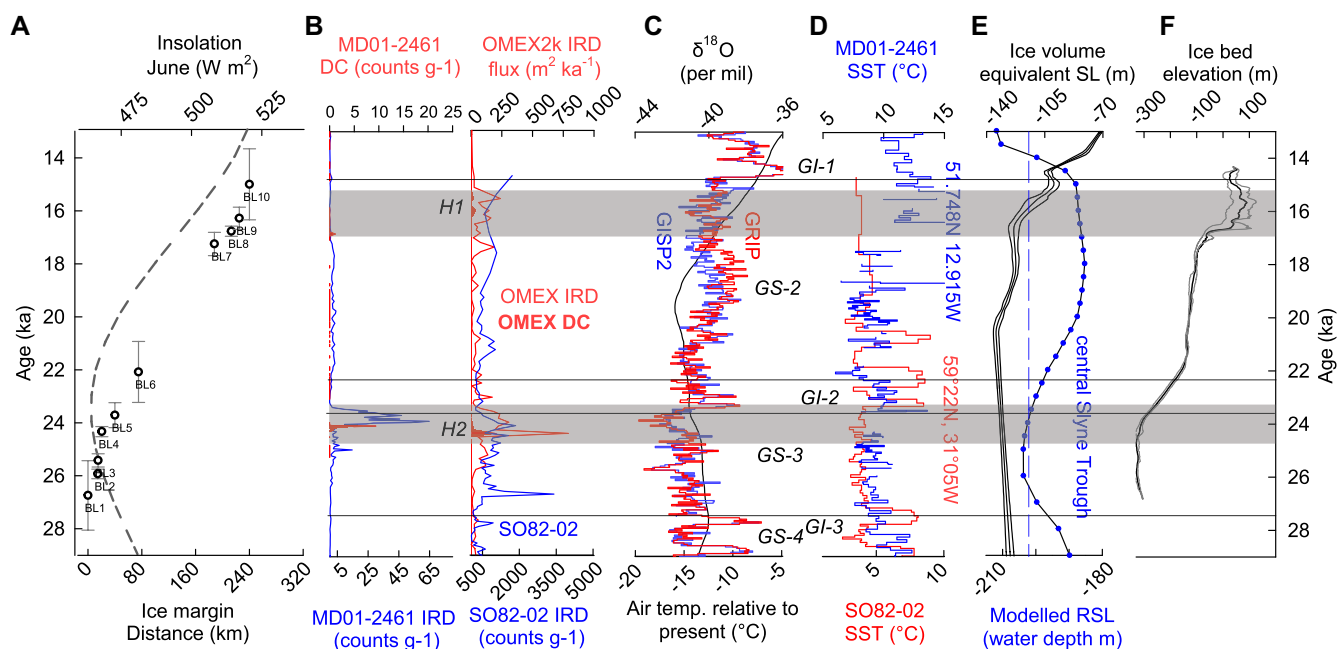 A
B
C
D
E
F
Insolation
June (W m²)
475
500
525
MD01-2461
DC (counts g-1)
0
5
10
15
20
25
OMEX2k IRD
flux (m² ka⁻¹)
0
250
500
750
1000
δ¹⁸O
(per mil)
-44
-40
-36
MD01-2461
SST (°C)
5
10
15
Ice volume
equivalent SL (m)
-140
-105
-70
Ice bed
elevation (m)
-300
-100
100
Age (ka)
14
16
18
20
22
24
26
28
BL10
BL9
BL8
BL7
BL6
BL5
BL4
BL3
BL2
BL1
H1
H2
OMEX IRD
OMEX DC
SO82-02
GISP2
GRIP
GI-1
GS-2
GI-2
GS-3
GS-4
GI-3
51.748N 12.915W
59°22N, 31°05W
central Slyne Trough
14
16
18
20
22
24
26
28
Age (ka)
0
80
160
240
320
Ice margin
Distance (km)
5
15
25
45
65
MD01-2461 IRD
(counts g-1)
500
2000
3500
5000
SO82-02 IRD
(counts g-1)
-20
-15
-10
-5
Air temp. relative to
present (°C)
5
10
SO82-02
SST (°C)
-210
-180
Modelled RSL
(water depth m)